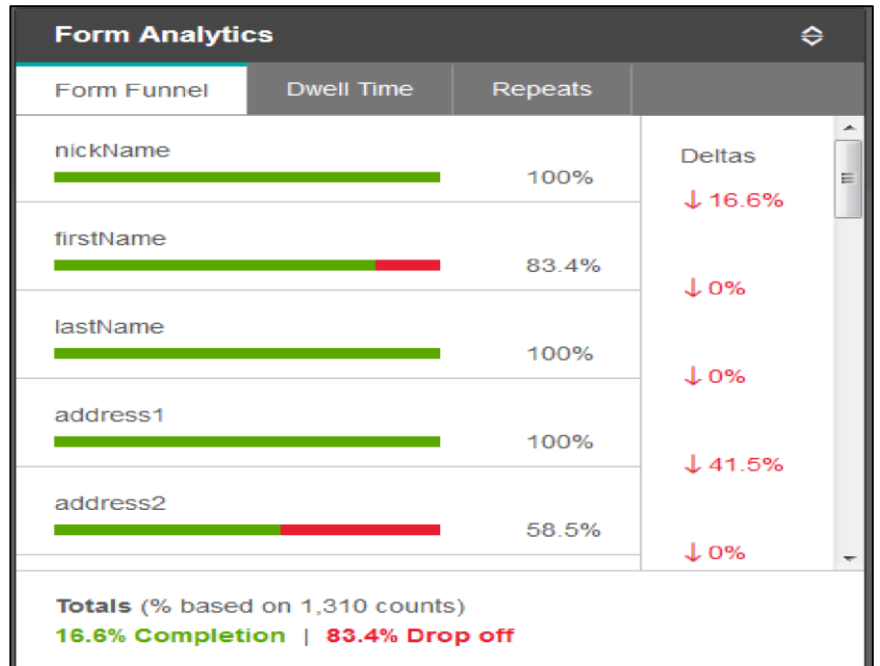 Form Analytics
Form Funnel Dwell Time Repeats
nickName
100%
firstName
83.4%
lastName
100%
address1
100%
address2
58.5%
Deltas
↓ 16.6%
↓ 0%
↓ 0%
↓ 41.5%
↓ 0%
Totals (% based on 1,310 counts)
16.6% Completion | 83.4% Drop off